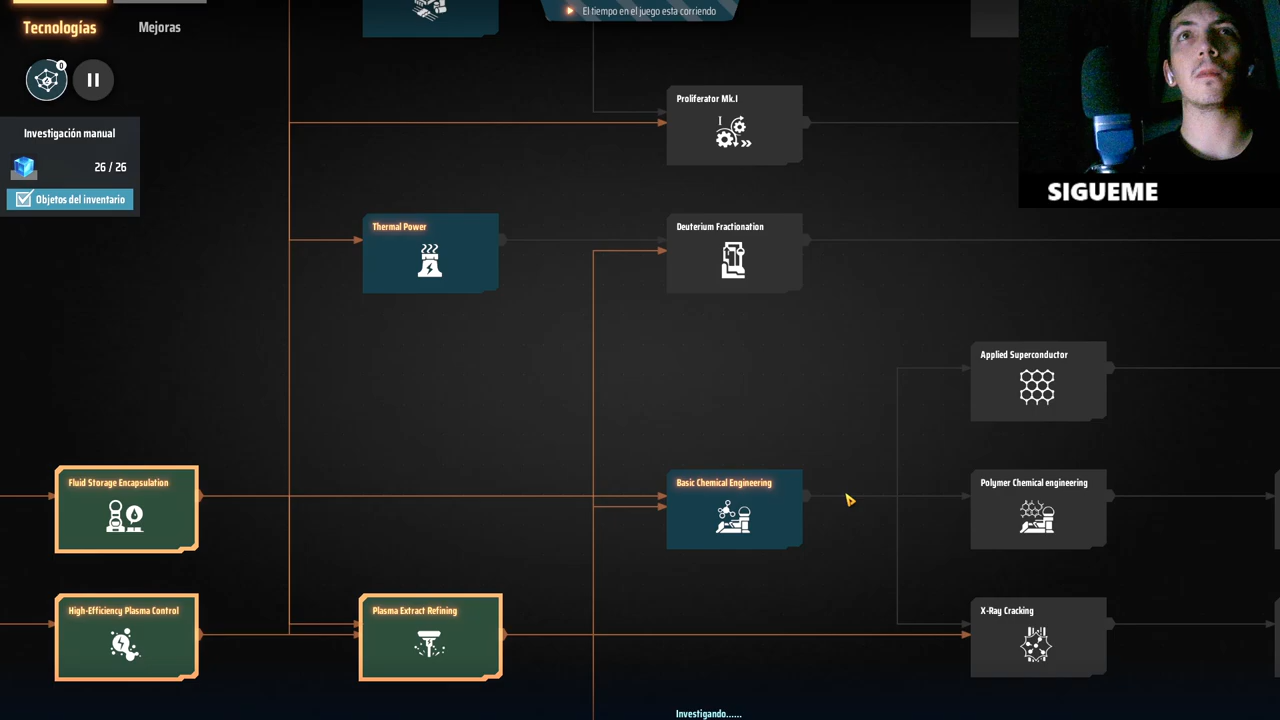 Tecnologías
Mejoras
El tiempo en el juego esta corriendo
0
Investigación manual
26 / 26
Objetos del inventario
SIGUEME
Proliferator Mk.I
I
Thermal Power
Deuterium Fractionation
Applied Superconductor
Fluid Storage Encapsulation
Basic Chemical Engineering
Polymer Chemical engineering
High-Efficiency Plasma Control
Plasma Extract Refining
X-Ray Cracking
Investigando......